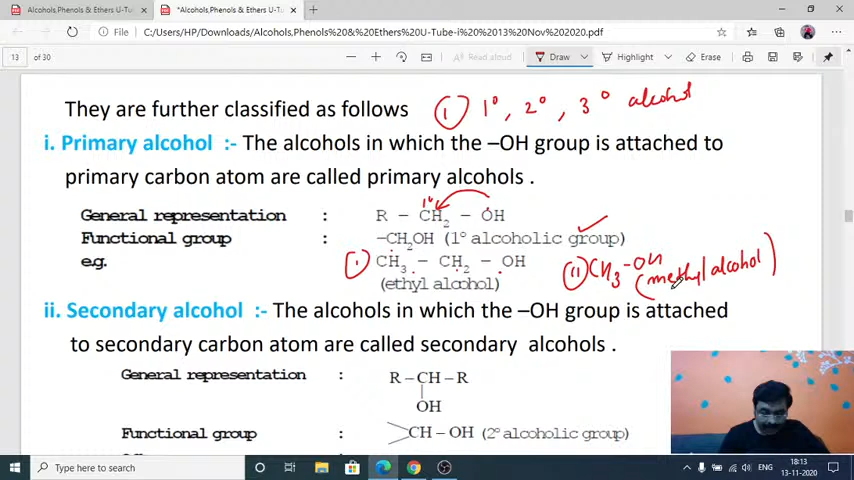 Alcohols,Phenols & Ethers U-Tub
*Alcohols,Phenols & Ethers U-Tub
File C:/Users/HP/Downloads/Alcohols,Phenols%20&%20Ethers%20U-Tube-i%20%2013%20Nov%202020.pdf
13 of 30 Read aloud Draw Highlight Erase
They are further classified as follows I 1°, 2°, 3° alcohol
i. Primary alcohol :- The alcohols in which the –OH group is attached to
primary carbon atom are called primary alcohols .
1°
General representation : R – CH2 – OH
Functional group : –CH2OH (1° alcoholic group)
e.g. I CH3 – CH2 – OH II CH3-OH
(ethyl alcohol) (methyl alcohol)
ii. Secondary alcohol :- The alcohols in which the –OH group is attached
to secondary carbon atom are called secondary alcohols .
General representation : R – CH – R
OH
Functional group : CH – OH (2° alcoholic group)
Type here to search
ENG
18:13
13-11-2020